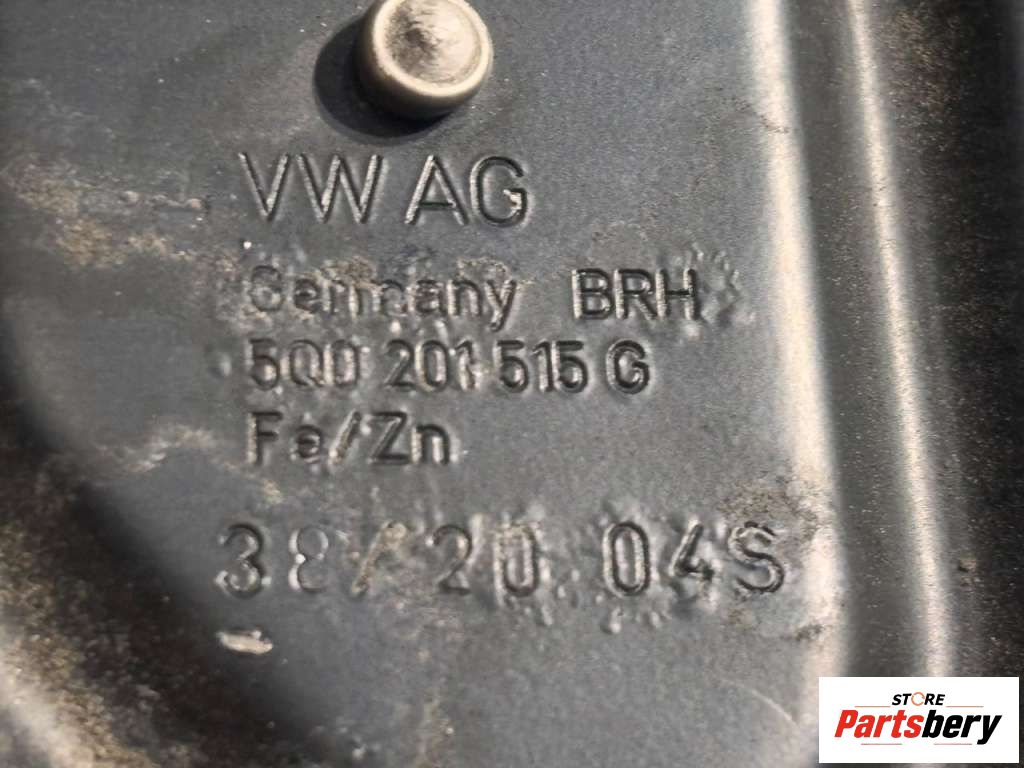 VW AG
Germany BRH
5Q0 201 515 G
Fe/Zn
38/20 04S
STORE
Partsbery